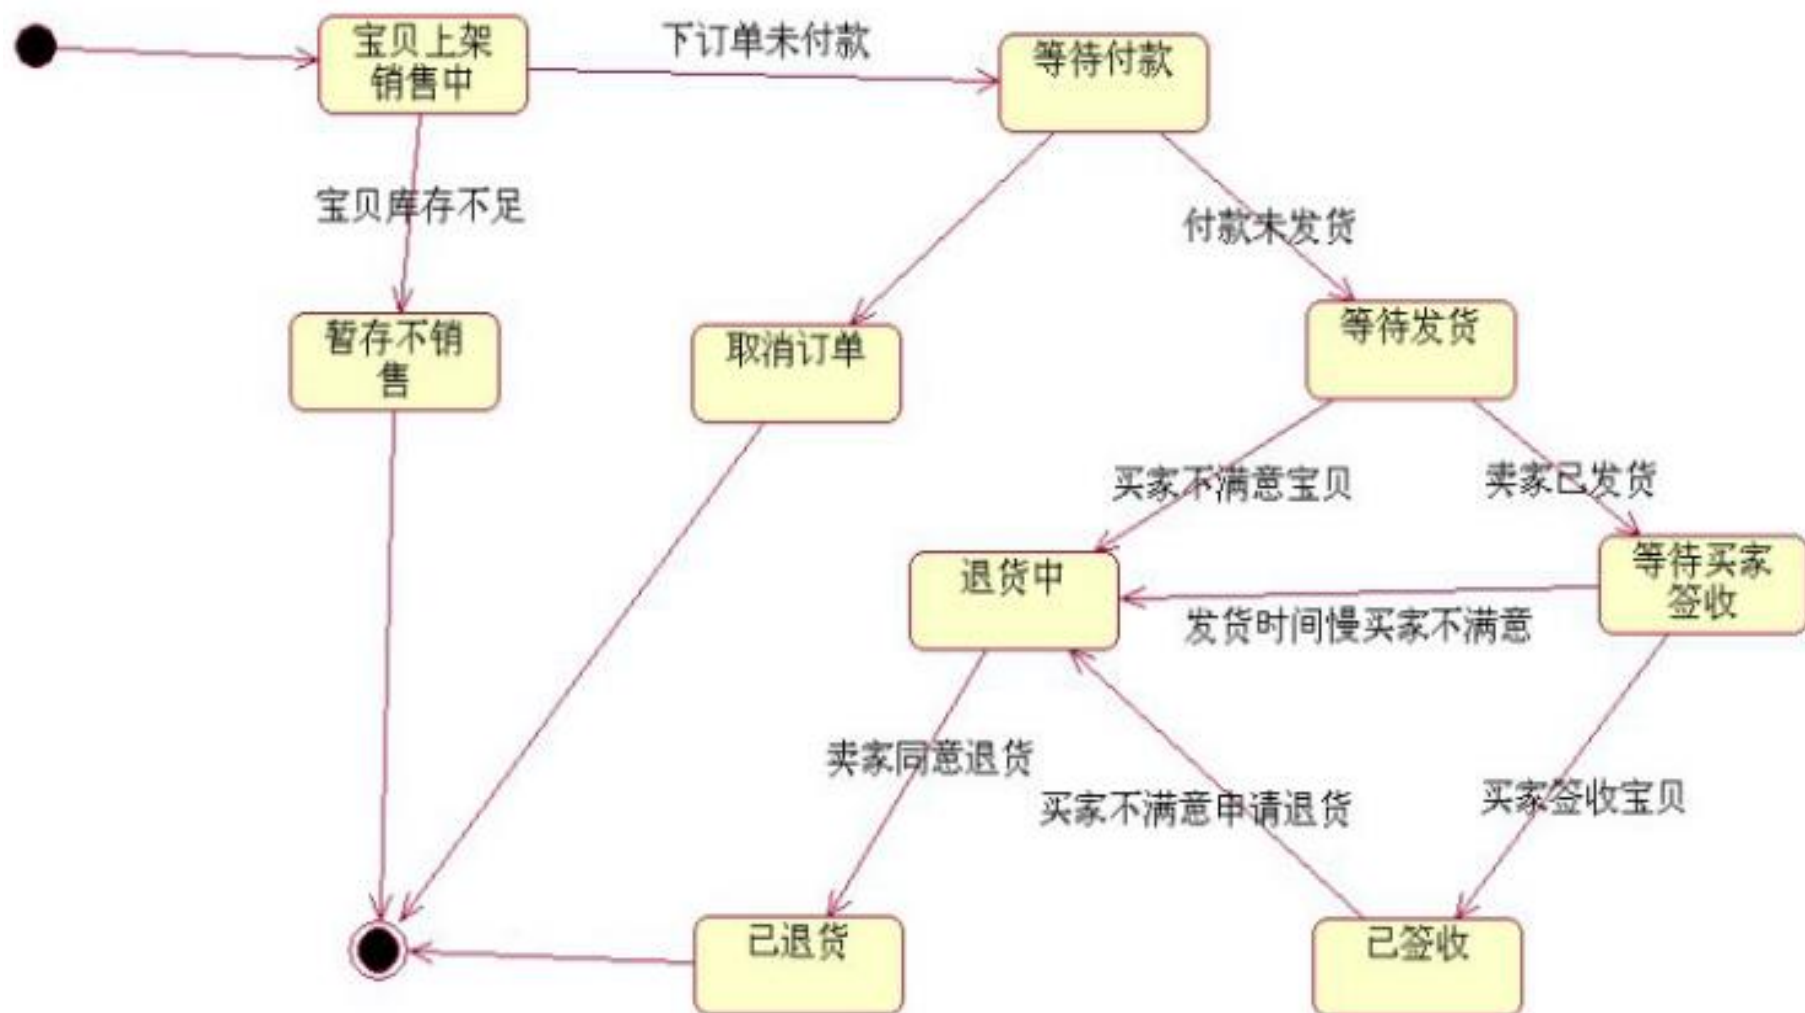 宝贝上架
销售中
下订单未付款
等待付款
宝贝库存不足
付款未发货
暂存不销
售
取消订单
等待发货
买家不满意宝贝
卖家已发货
退货中
等待买家
签收
发货时间慢买家不满意
卖家同意退货
买家不满意申请退货
买家签收宝贝
已退货
已签收